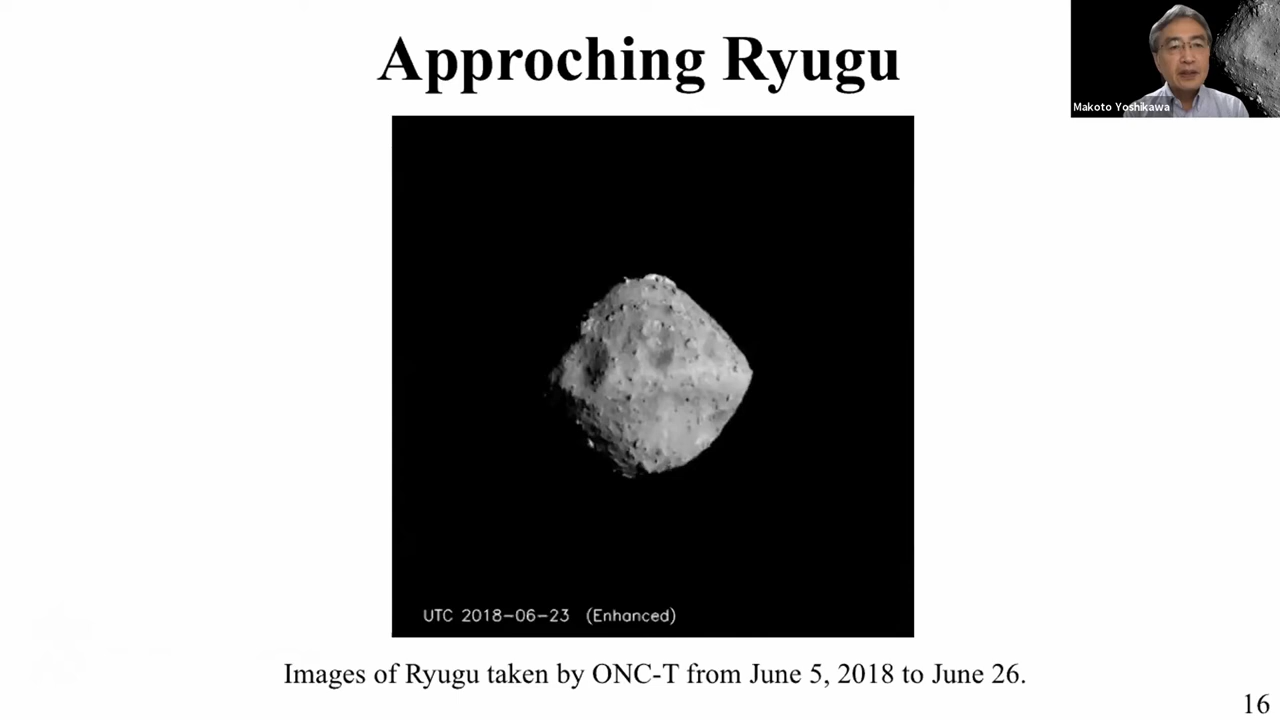 Approching Ryugu
Makoto Yoshikawa
UTC 2018-06-23 (Enhanced)
Images of Ryugu taken by ONC-T from June 5, 2018 to June 26.
16